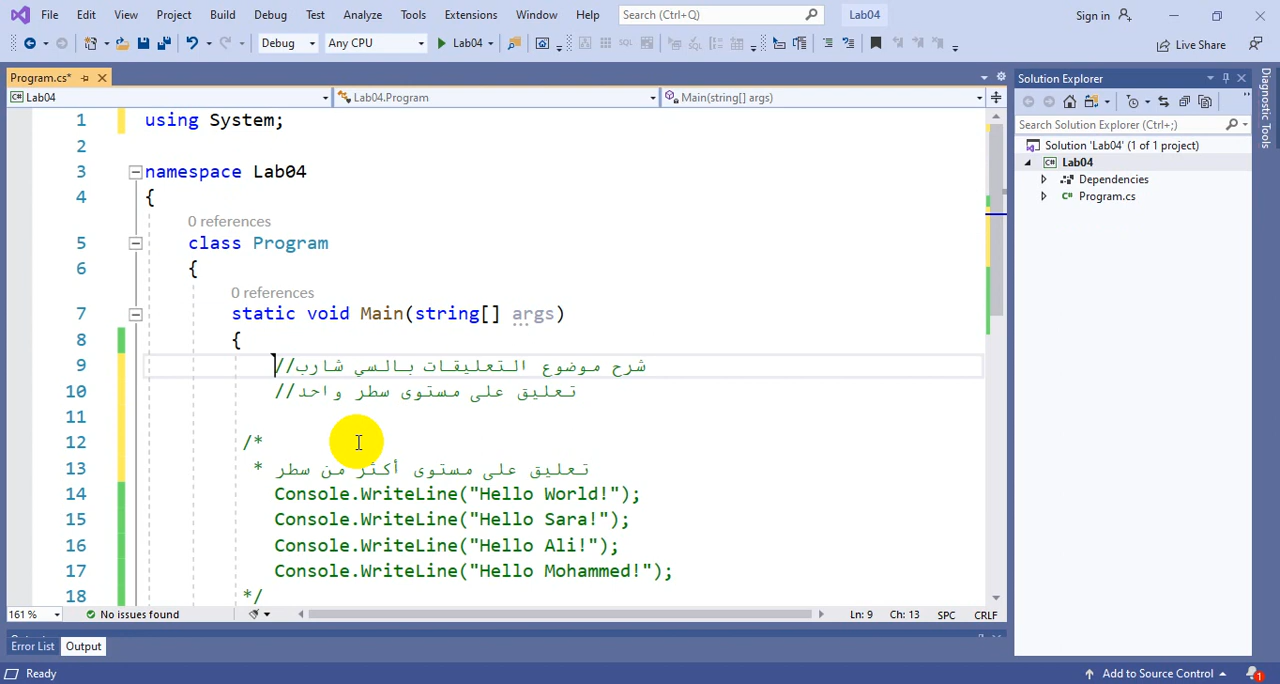 File Edit View Project Build Debug Test Analyze Tools Extensions Window Help Search (Ctrl+Q) Lab04 Sign in
Debug Any CPU Lab04 Live Share
Program.cs*
Lab04 Lab04.Program Main(string[] args)
1 using System;
2
3 namespace Lab04
4 {
0 references
5 class Program
6 {
0 references
7 static void Main(string[] args)
8 {
9 //شرح موضوع التعليقات بالسي شارب
10 //تعليق على مستوى سطر واحد
11
12 /*
13 * تعليق على مستوى أكثر من سطر
14 Console.WriteLine("Hello World!");
15 Console.WriteLine("Hello Sara!");
16 Console.WriteLine("Hello Ali!");
17 Console.WriteLine("Hello Mohammed!");
18 */
161 % No issues found Ln: 9 Ch: 13 SPC CRLF
Error List Output
Ready Add to Source Control 1
Solution Explorer
Search Solution Explorer (Ctrl+;)
Solution 'Lab04' (1 of 1 project)
Lab04
Dependencies
C# Program.cs
Diagnostic Tools